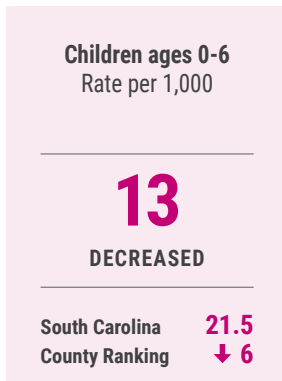 Children ages 0-6
Rate per 1,000
13
DECREASED
South Carolina 21.5
County Ranking ↓ 6